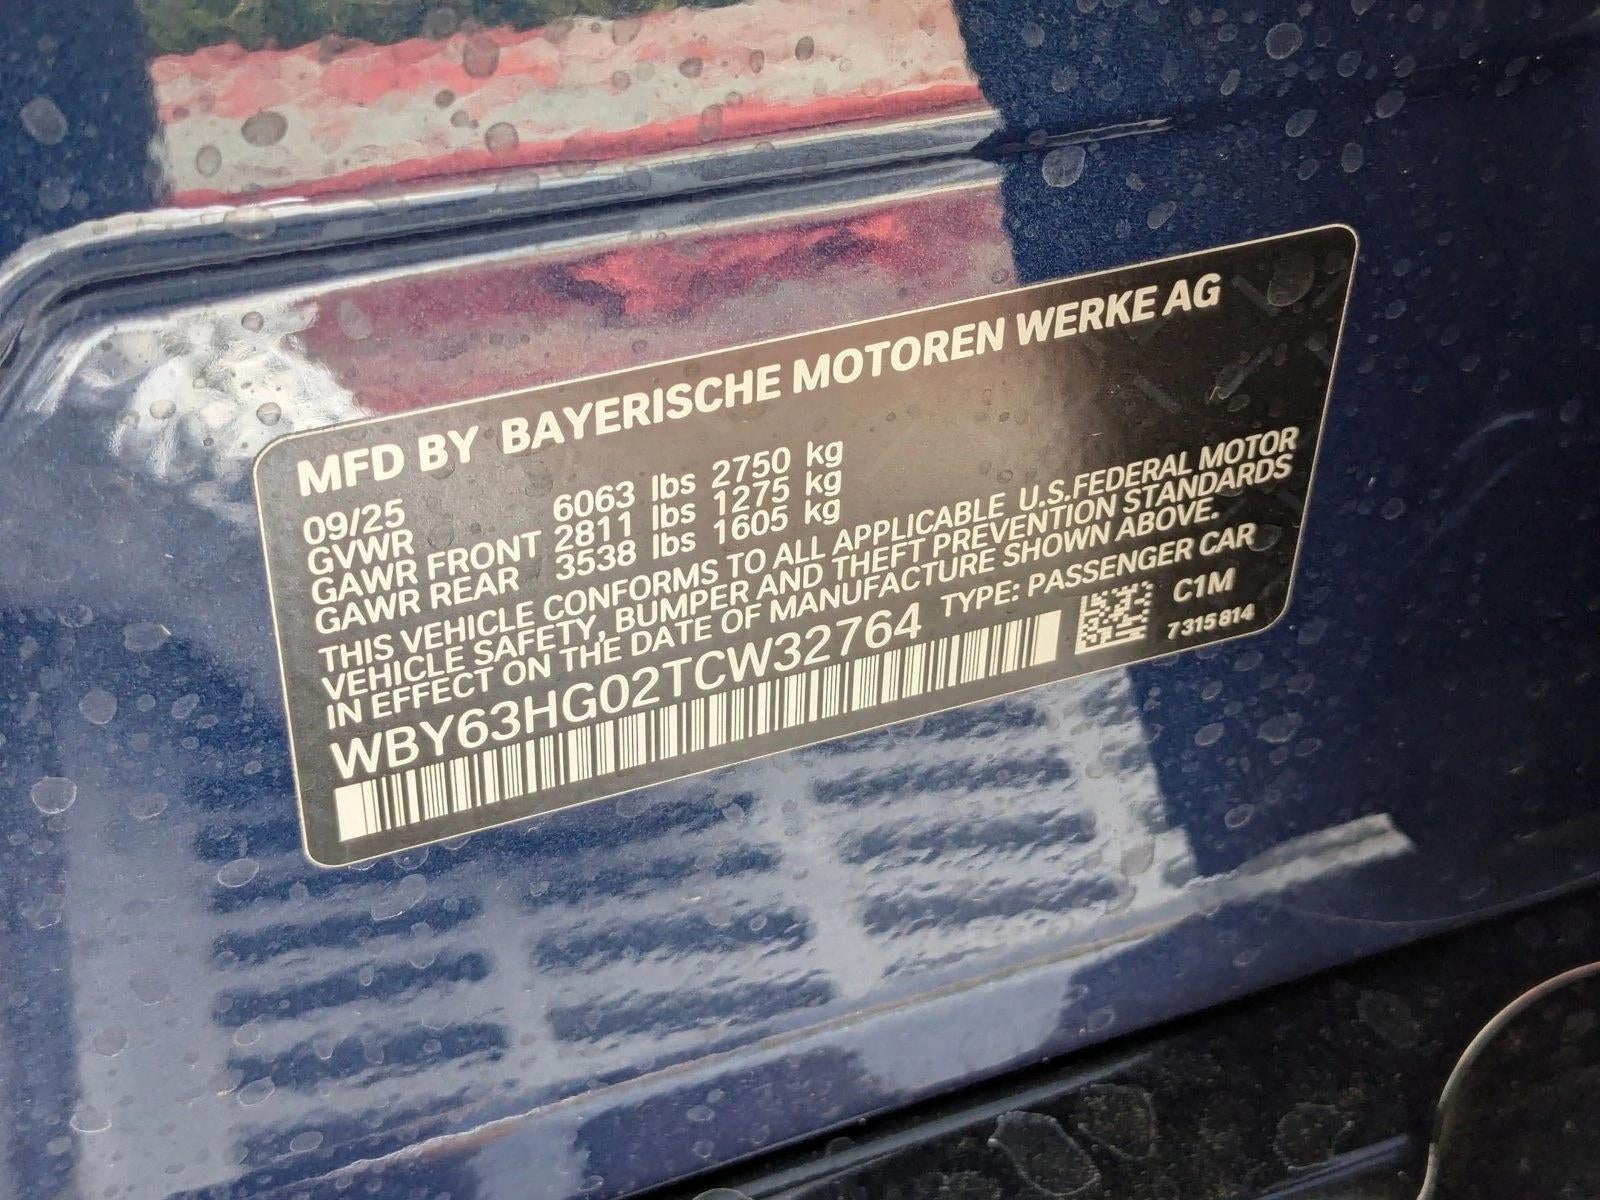 MFD BY BAYERISCHE MOTOREN WERKE AG
09/25
GVWR 6063 lbs 2750 kg
GAWR FRONT 2811 lbs 1275 kg
GAWR REAR 3538 lbs 1605 kg
THIS VEHICLE CONFORMS TO ALL APPLICABLE U.S.FEDERAL MOTOR
VEHICLE SAFETY, BUMPER AND THEFT PREVENTION STANDARDS
IN EFFECT ON THE DATE OF MANUFACTURE SHOWN ABOVE.
WBY63HG02TCW32764 TYPE: PASSENGER CAR
C1M
7315814